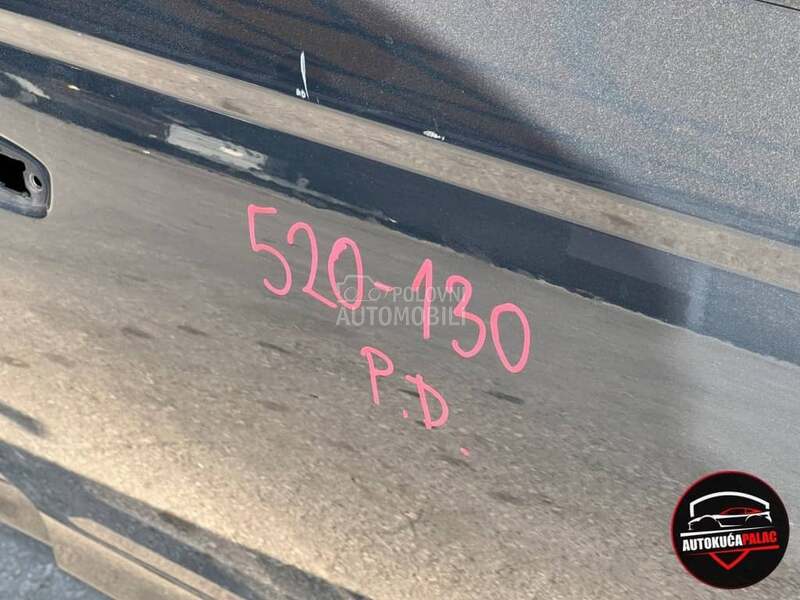 520-130
P.D.
POLOVNI
AUTOMOBILI
AUTOKUĆAPALAC